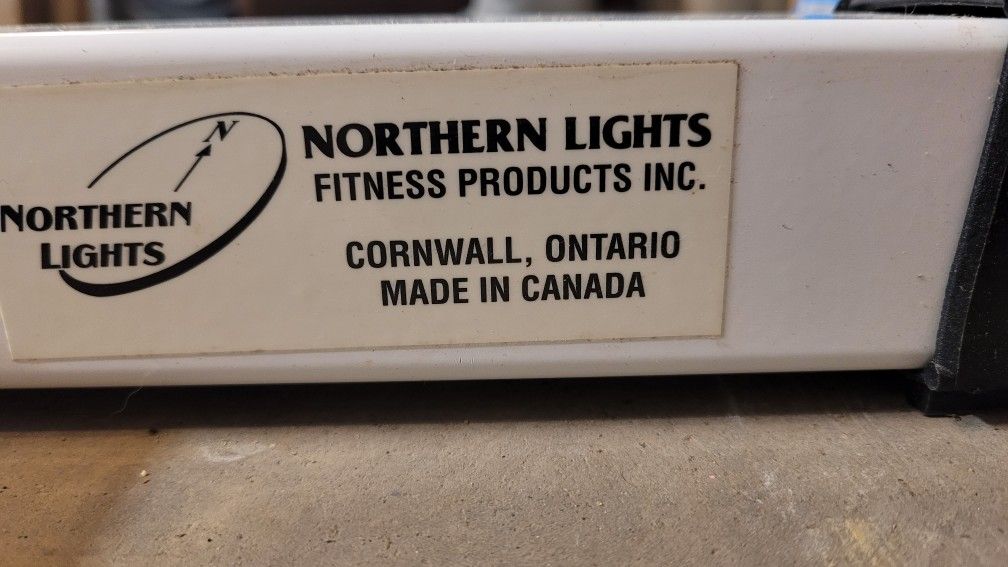 N
NORTHERN
LIGHTS
NORTHERN LIGHTS
FITNESS PRODUCTS INC.
CORNWALL, ONTARIO
MADE IN CANADA